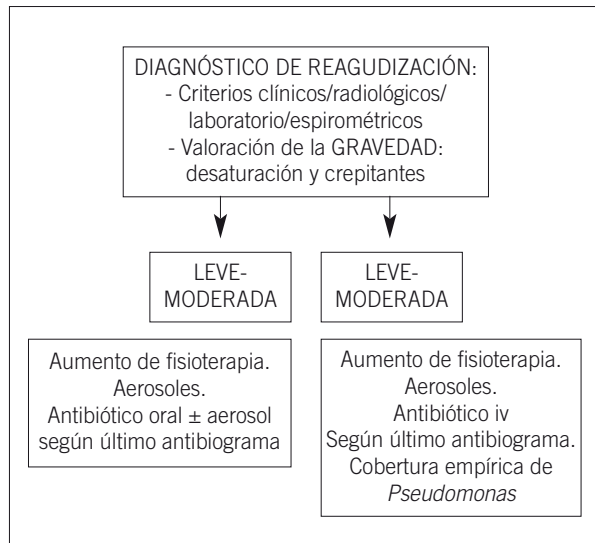 DIAGNÓSTICO DE REAGUDIZACIÓN:
- Criterios clínicos/radiológicos/
laboratorio/espirométricos
- Valoración de la GRAVEDAD:
desaturación y crepitantes
LEVE-
MODERADA
LEVE-
MODERADA
Aumento de fisioterapia.
Aerosoles.
Antibiótico oral ± aerosol
según último antibiograma
Aumento de fisioterapia.
Aerosoles.
Antibiótico iv
Según último antibiograma.
Cobertura empírica de
Pseudomonas